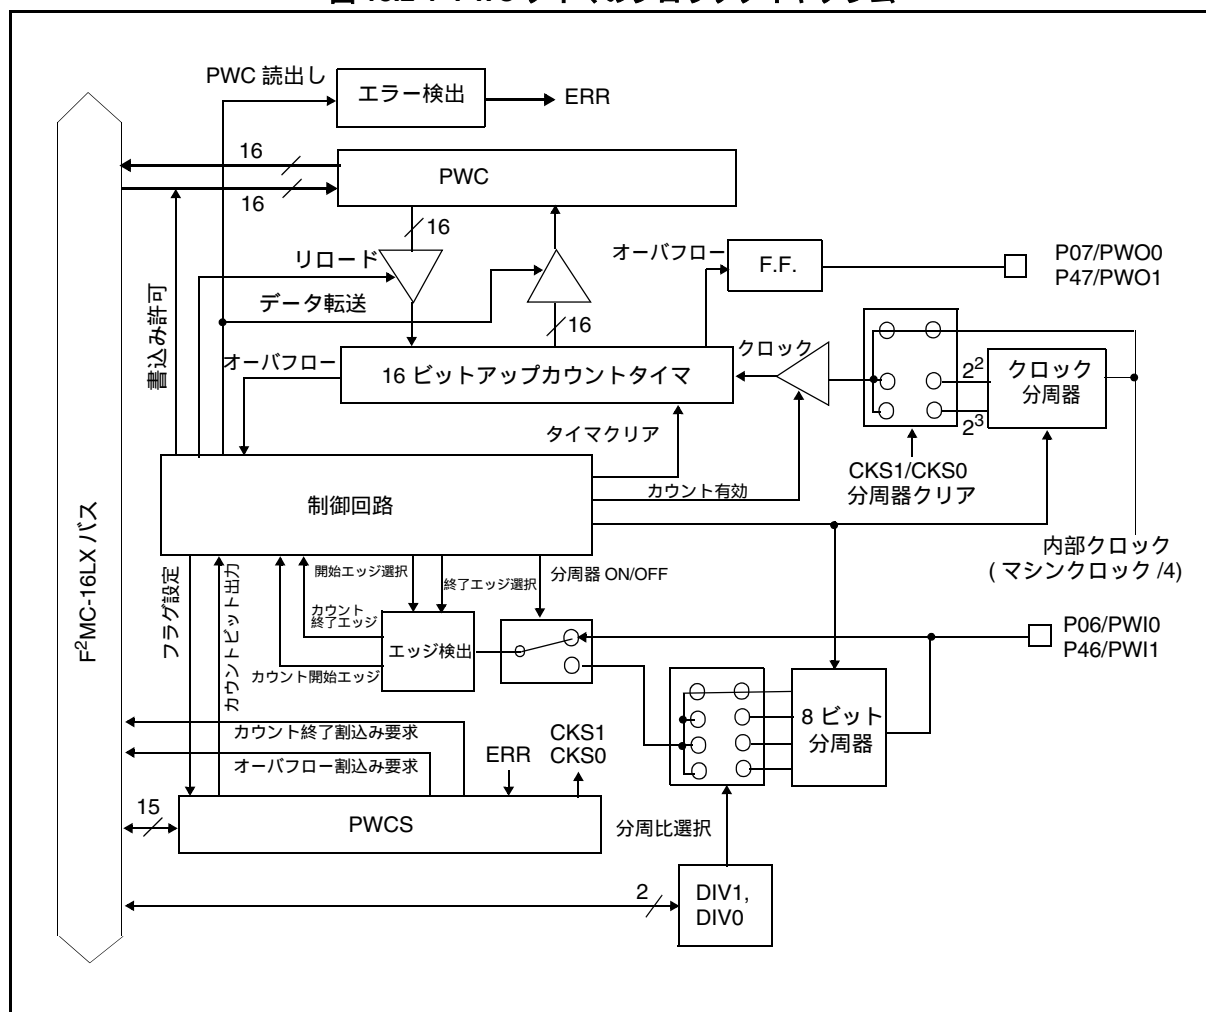 PWC 読出し
エラー検出
ERR
16
PWC
16
16
リロード
オーバフロー
F.F.
P07/PWO0
P47/PWO1
書込み許可
データ転送
16
オーバフロー
16 ビットアップカウントタイマ
クロック
2²
クロック
分周器
2³
タイマクリア
CKS1/CKS0
分周器クリア
カウント有効
制御回路
内部クロック
( マシンクロック /4)
F²MC-16LX バス
フラグ設定
カウントビット出力
開始エッジ選択
終了エッジ選択
分周器 ON/OFF
カウント
終了エッジ
エッジ検出
カウント開始エッジ
P06/PWI0
P46/PWI1
8 ビット
分周器
カウント終了割込み要求
オーバフロー割込み要求
ERR
CKS1
CKS0
15
PWCS
分周比選択
2
DIV1,
DIV0